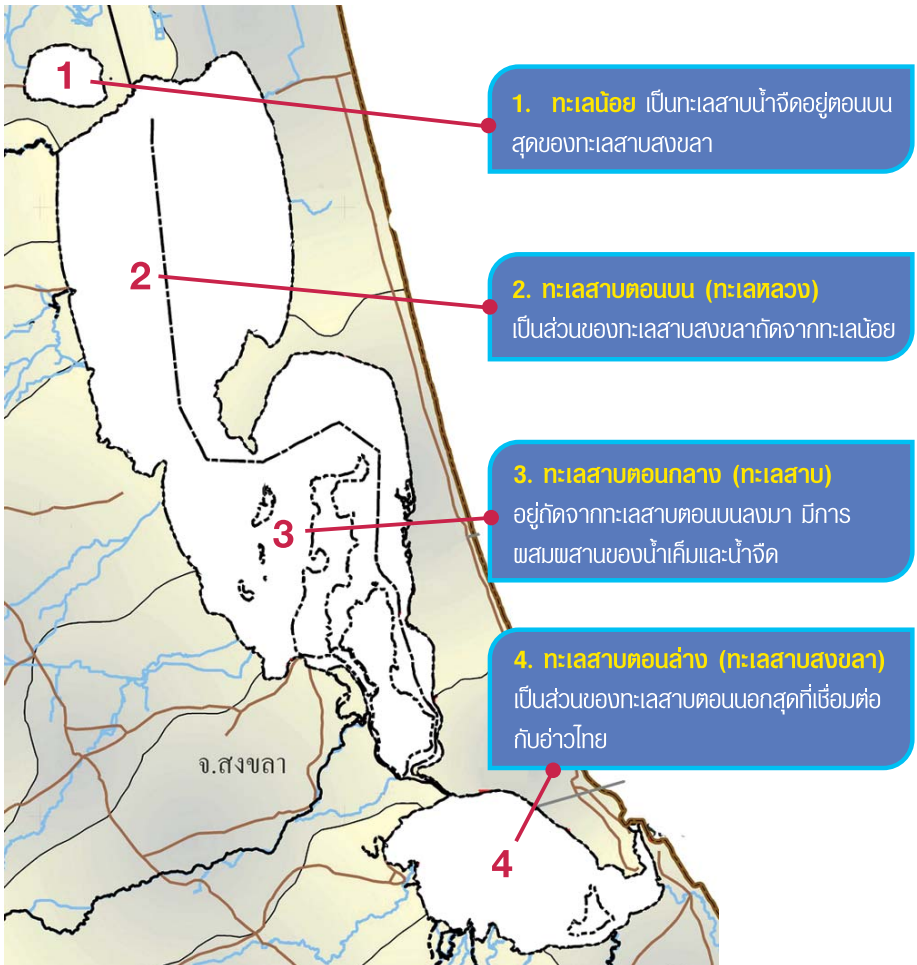 1
1. ทะเลน้อย เป็นทะเลสาบน้ำจืดอยู่ตอนบน
สุดของทะเลสาบสงขลา
2
2. ทะเลสาบตอนบน (ทะเลหลวง)
เป็นส่วนของทะเลสาบสงขลาถัดจากทะเลน้อย
3
3. ทะเลสาบตอนกลาง (ทะเลสาบ)
อยู่ถัดจากทะเลสาบตอนบนลงมา มีการ
ผสมผสานของน้ำเค็มและน้ำจืด
4. ทะเลสาบตอนล่าง (ทะเลสาบสงขลา)
เป็นส่วนของทะเลสาบตอนนอกสุดที่เชื่อมต่อ
กับอ่าวไทย
จ.สงขลา
4